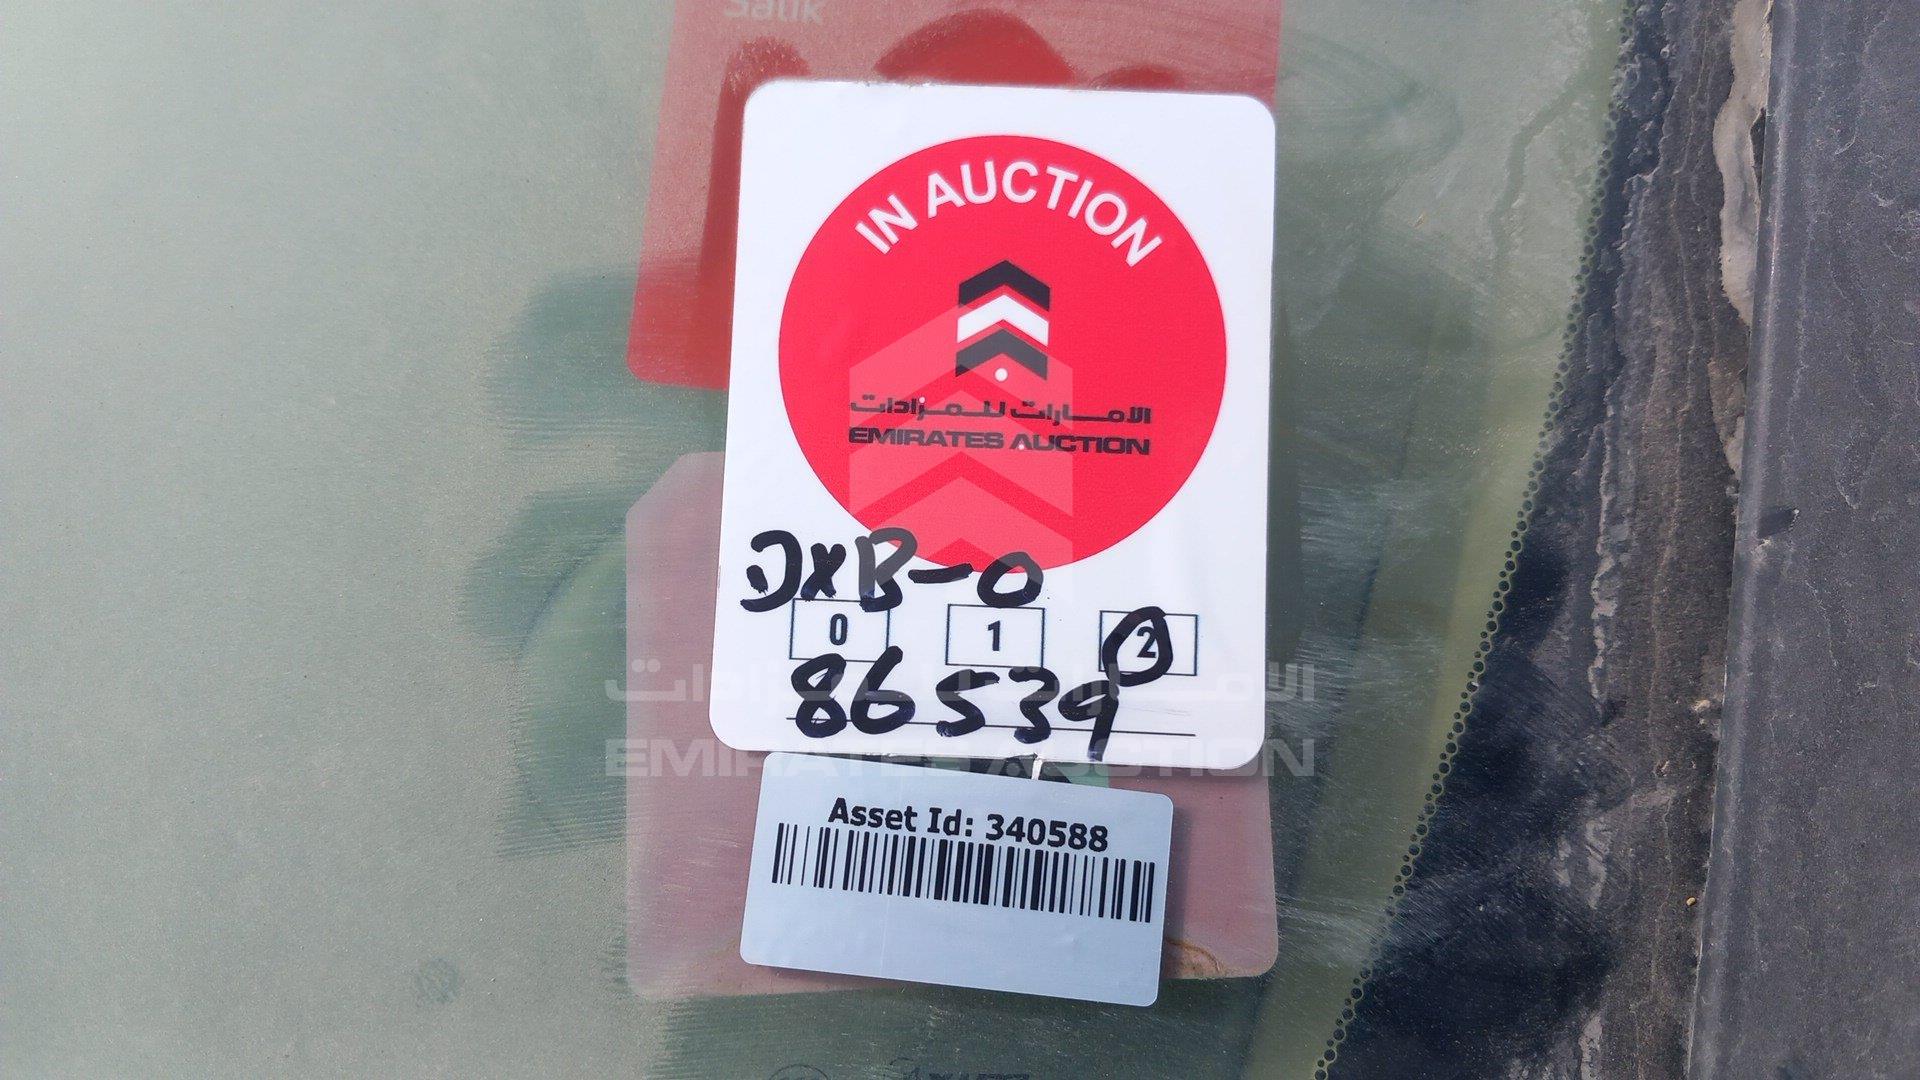 Salik
IN AUCTION
الامارات للمزادات
EMIRATES AUCTION
DXB-O
0 1 2
86539
الامارات للمزادات
EMIRATES AUCTION
Asset Id: 340588